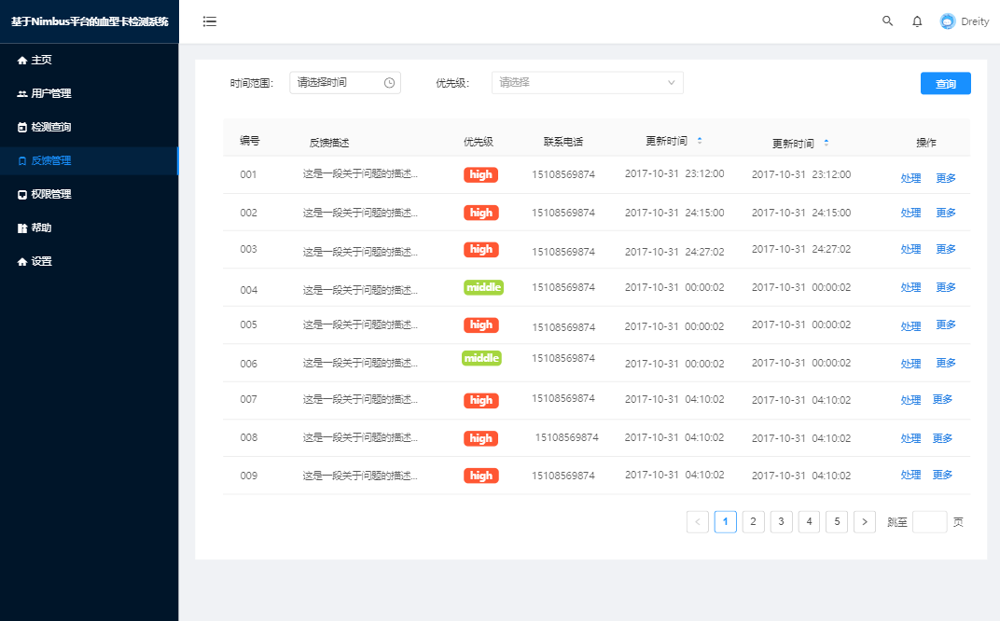 基于Nimbus平台的血型卡检测系统
Dreity
主页
用户管理
检测查询
反馈管理
权限管理
帮助
设置
时间范围: 请选择时间 优先级: 请选择 查询
编号 反馈描述 优先级 联系电话 更新时间 更新时间 操作
001 这是一段关于问题的描述... high 15108569874 2017-10-31 23:12:00 2017-10-31 23:12:00 处理 更多
002 这是一段关于问题的描述... high 15108569874 2017-10-31 24:15:00 2017-10-31 24:15:00 处理 更多
003 这是一段关于问题的描述... high 15108569874 2017-10-31 24:27:02 2017-10-31 24:27:02 处理 更多
004 这是一段关于问题的描述... middle 15108569874 2017-10-31 00:00:02 2017-10-31 00:00:02 处理 更多
005 这是一段关于问题的描述... high 15108569874 2017-10-31 00:00:02 2017-10-31 00:00:02 处理 更多
006 这是一段关于问题的描述... middle 15108569874 2017-10-31 00:00:02 2017-10-31 00:00:02 处理 更多
007 这是一段关于问题的描述... high 15108569874 2017-10-31 04:10:02 2017-10-31 04:10:02 处理 更多
008 这是一段关于问题的描述... high 15108569874 2017-10-31 04:10:02 2017-10-31 04:10:02 处理 更多
009 这是一段关于问题的描述... high 15108569874 2017-10-31 04:10:02 2017-10-31 04:10:02 处理 更多
< 1 2 3 4 5 > 跳至 页